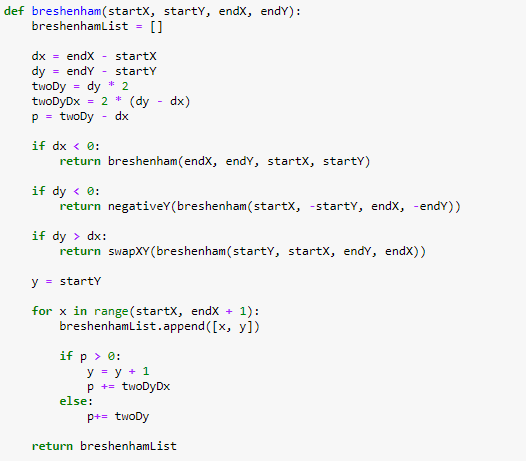 def breshenham(startX, startY, endX, endY):
    breshenhamList = []

    dx = endX - startX
    dy = endY - startY
    twoDy = dy * 2
    twoDyDx = 2 * (dy - dx)
    p = twoDy - dx

    if dx < 0:
        return breshenham(endX, endY, startX, startY)

    if dy < 0:
        return negativeY(breshenham(startX, -startY, endX, -endY))

    if dy > dx:
        return swapXY(breshenham(startY, startX, endY, endX))

    y = startY

    for x in range(startX, endX + 1):
        breshenhamList.append([x, y])

        if p > 0:
            y = y + 1
            p += twoDyDx
        else:
            p+= twoDy

    return breshenhamList